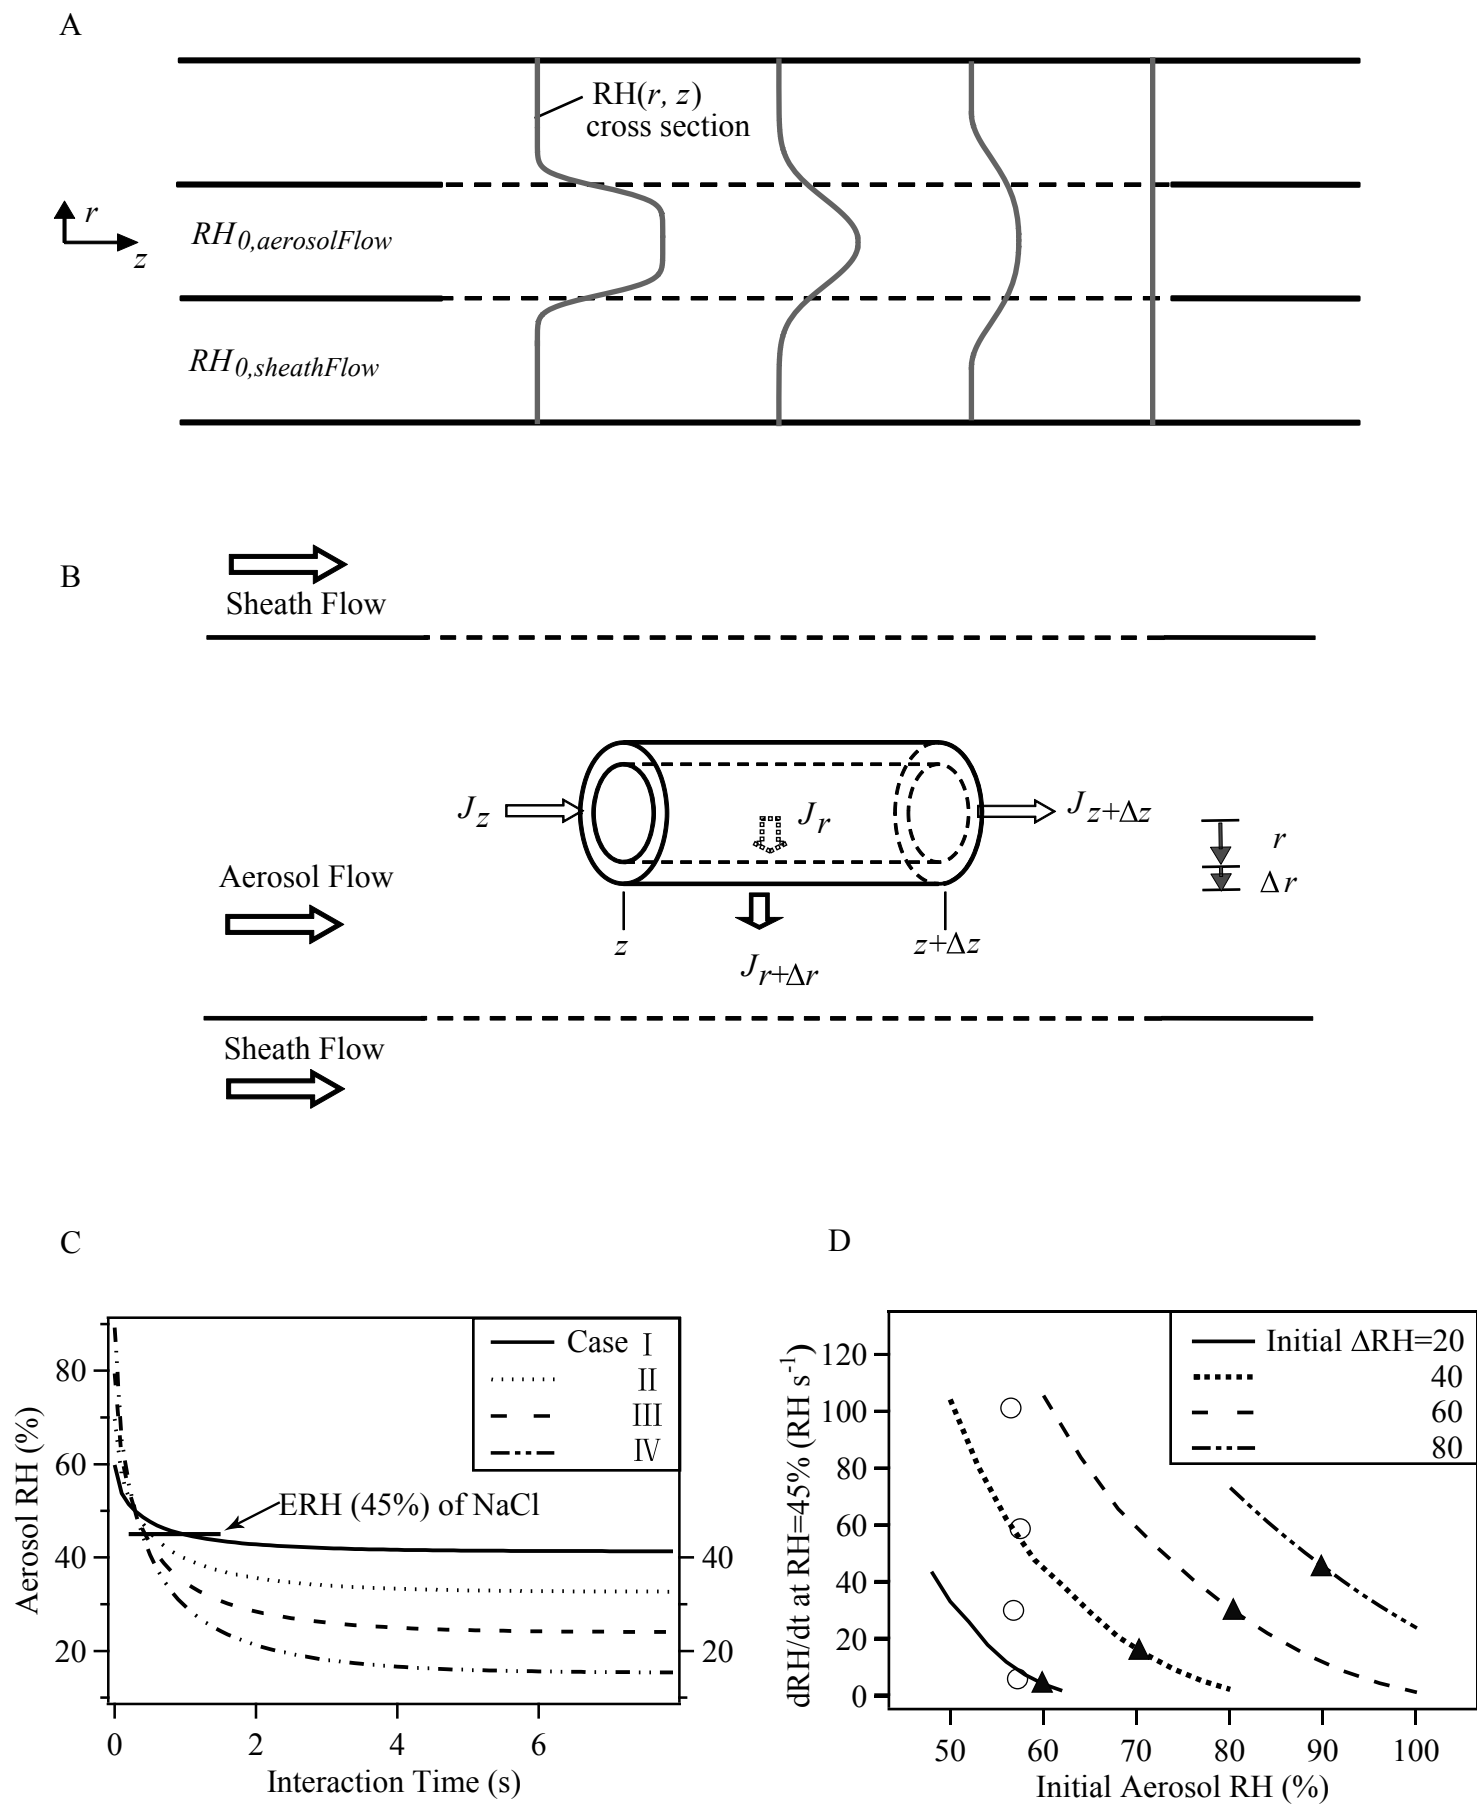 A
RH(r, z)
cross section
r
z
RH0,aerosolFlow
RH0,sheathFlow
B
Sheath Flow
Jz
Jr
Jz+Δz
r
Δr
Aerosol Flow
z
z+Δz
Jr+Δr
Sheath Flow
C
Aerosol RH (%)
80
60
40
20
Case I
II
III
IV
ERH (45%) of NaCl
40
20
0 2 4 6
Interaction Time (s)
D
dRH/dt at RH=45% (RH s-1)
120
100
80
60
40
20
0
Initial ΔRH=20
40
60
80
50 60 70 80 90 100
Initial Aerosol RH (%)